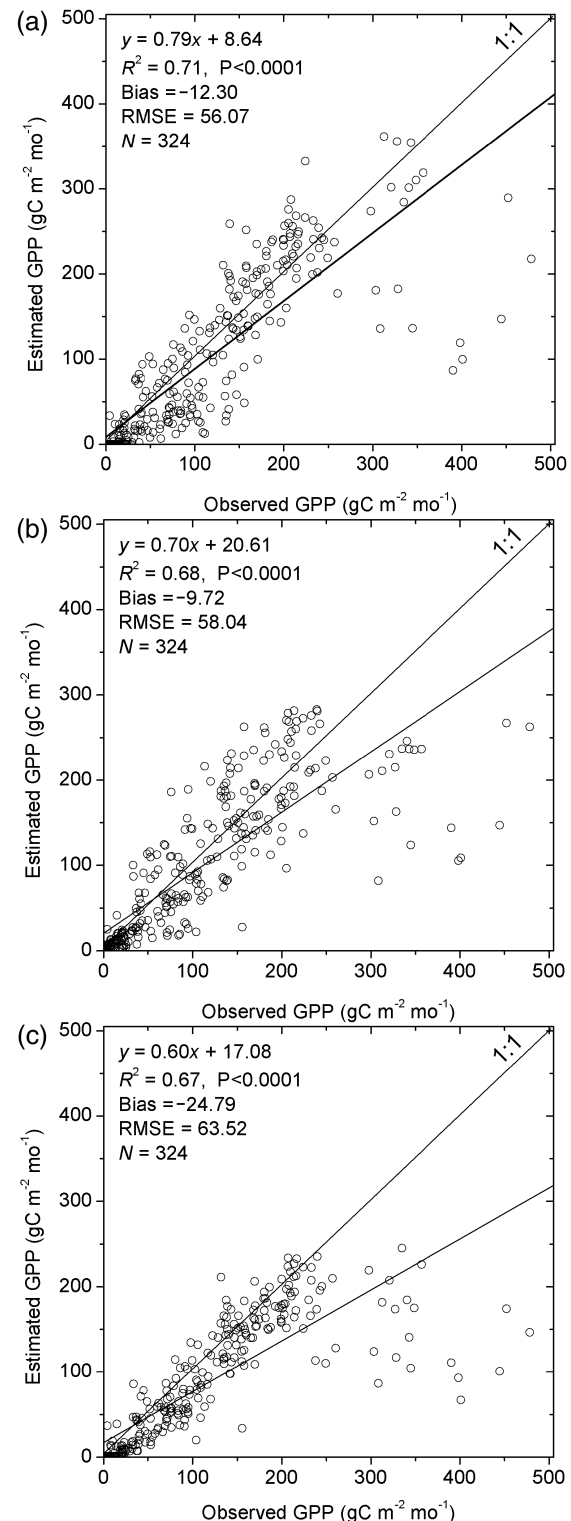 (a)
y = 0.79x + 8.64
R² = 0.71, P<0.0001
Bias =−12.30
RMSE = 56.07
N = 324
1:1
500
400
300
200
100
0
Estimated GPP (gC m⁻² mo⁻¹)
0 100 200 300 400 500
Observed GPP (gC m⁻² mo⁻¹)
(b)
y = 0.70x + 20.61
R² = 0.68, P<0.0001
Bias =−9.72
RMSE = 58.04
N = 324
1:1
500
400
300
200
100
0
Estimated GPP (gC m⁻² mo⁻¹)
0 100 200 300 400 500
Observed GPP (gC m⁻² mo⁻¹)
(c)
y = 0.60x + 17.08
R² = 0.67, P<0.0001
Bias =−24.79
RMSE = 63.52
N = 324
1:1
500
400
300
200
100
0
Estimated GPP (gC m⁻² mo⁻¹)
0 100 200 300 400 500
Observed GPP (gC m⁻² mo⁻¹)